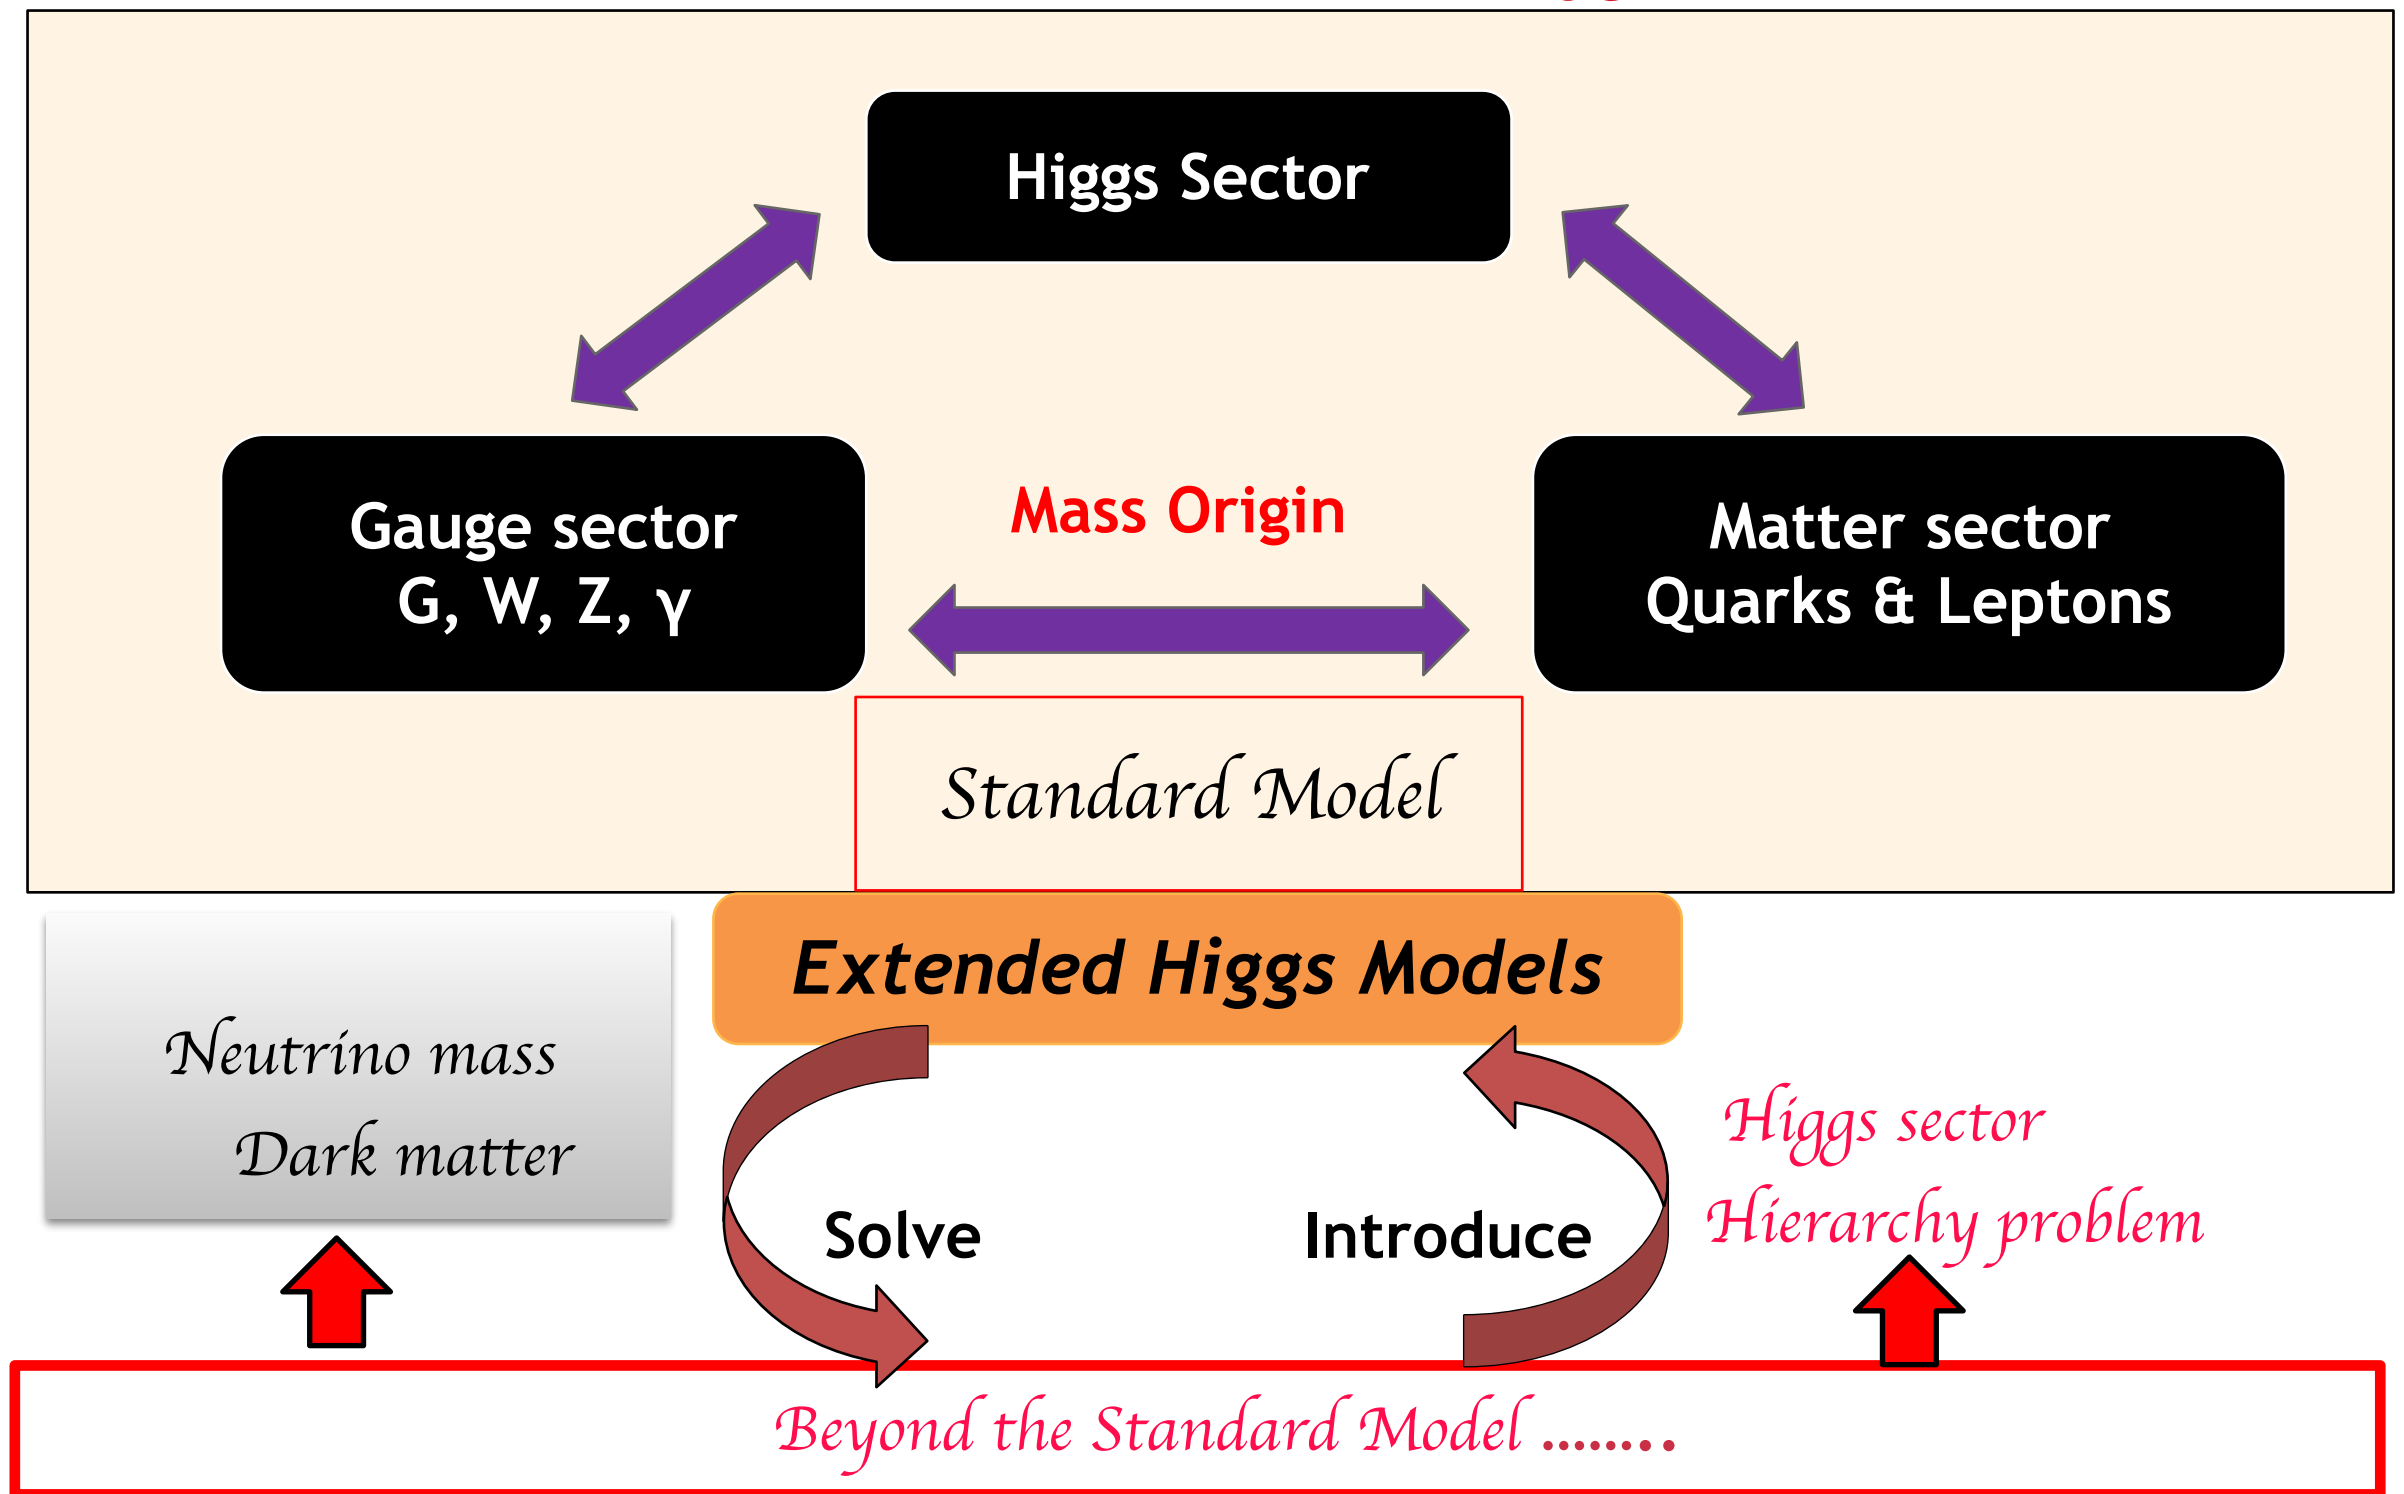 Higgs Sector
Gauge sector
G, W, Z, γ
Mass Origin
Matter sector
Quarks & Leptons
Standard Model
Extended Higgs Models
Neutrino mass
Dark matter
Solve
Introduce
Higgs sector
Hierarchy problem
Beyond the Standard Model ........